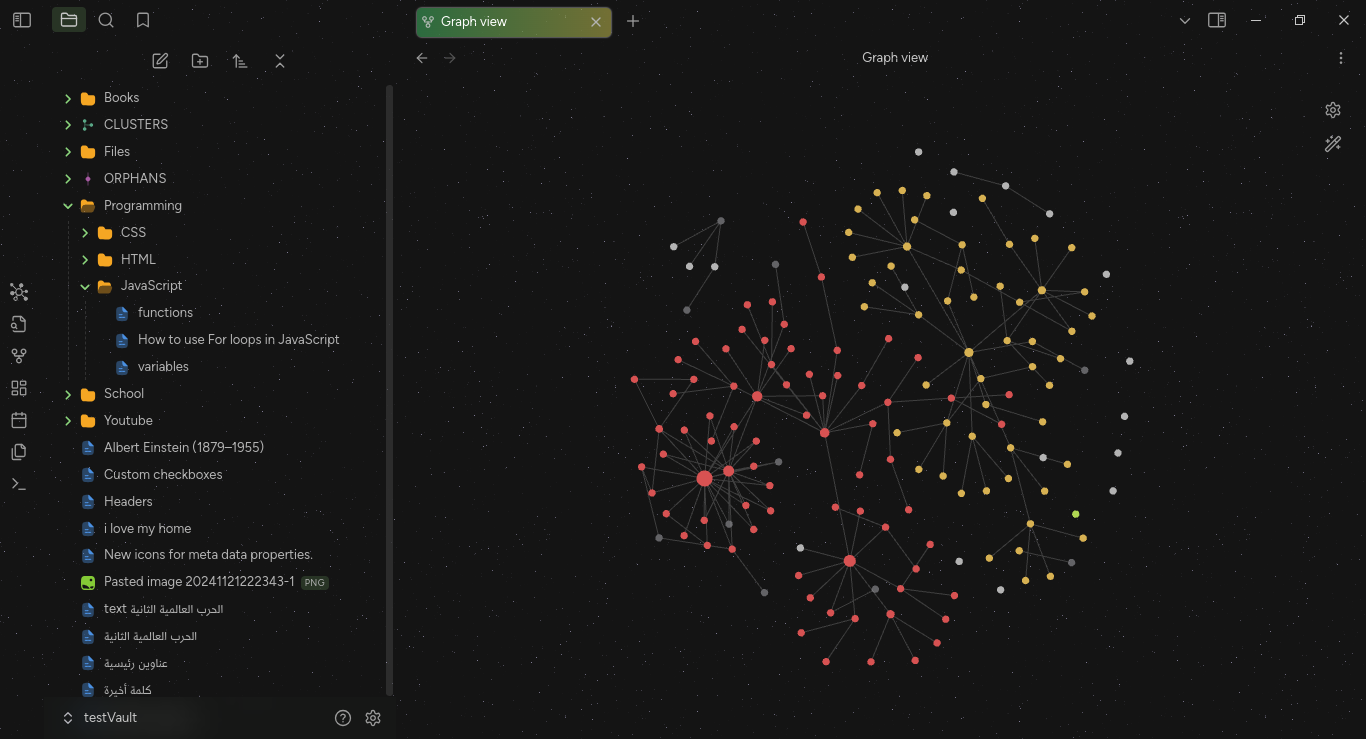 Graph view
Graph view
Books
CLUSTERS
Files
ORPHANS
Programming
CSS
HTML
JavaScript
functions
How to use For loops in JavaScript
variables
School
Youtube
Albert Einstein (1879–1955)
Custom checkboxes
Headers
i love my home
New icons for meta data properties.
Pasted image 20241121222343-1 PNG
text الحرب العالمية الثانية
الحرب العالمية الثانية
عناوين رئيسية
كلمة أخيرة
testVault